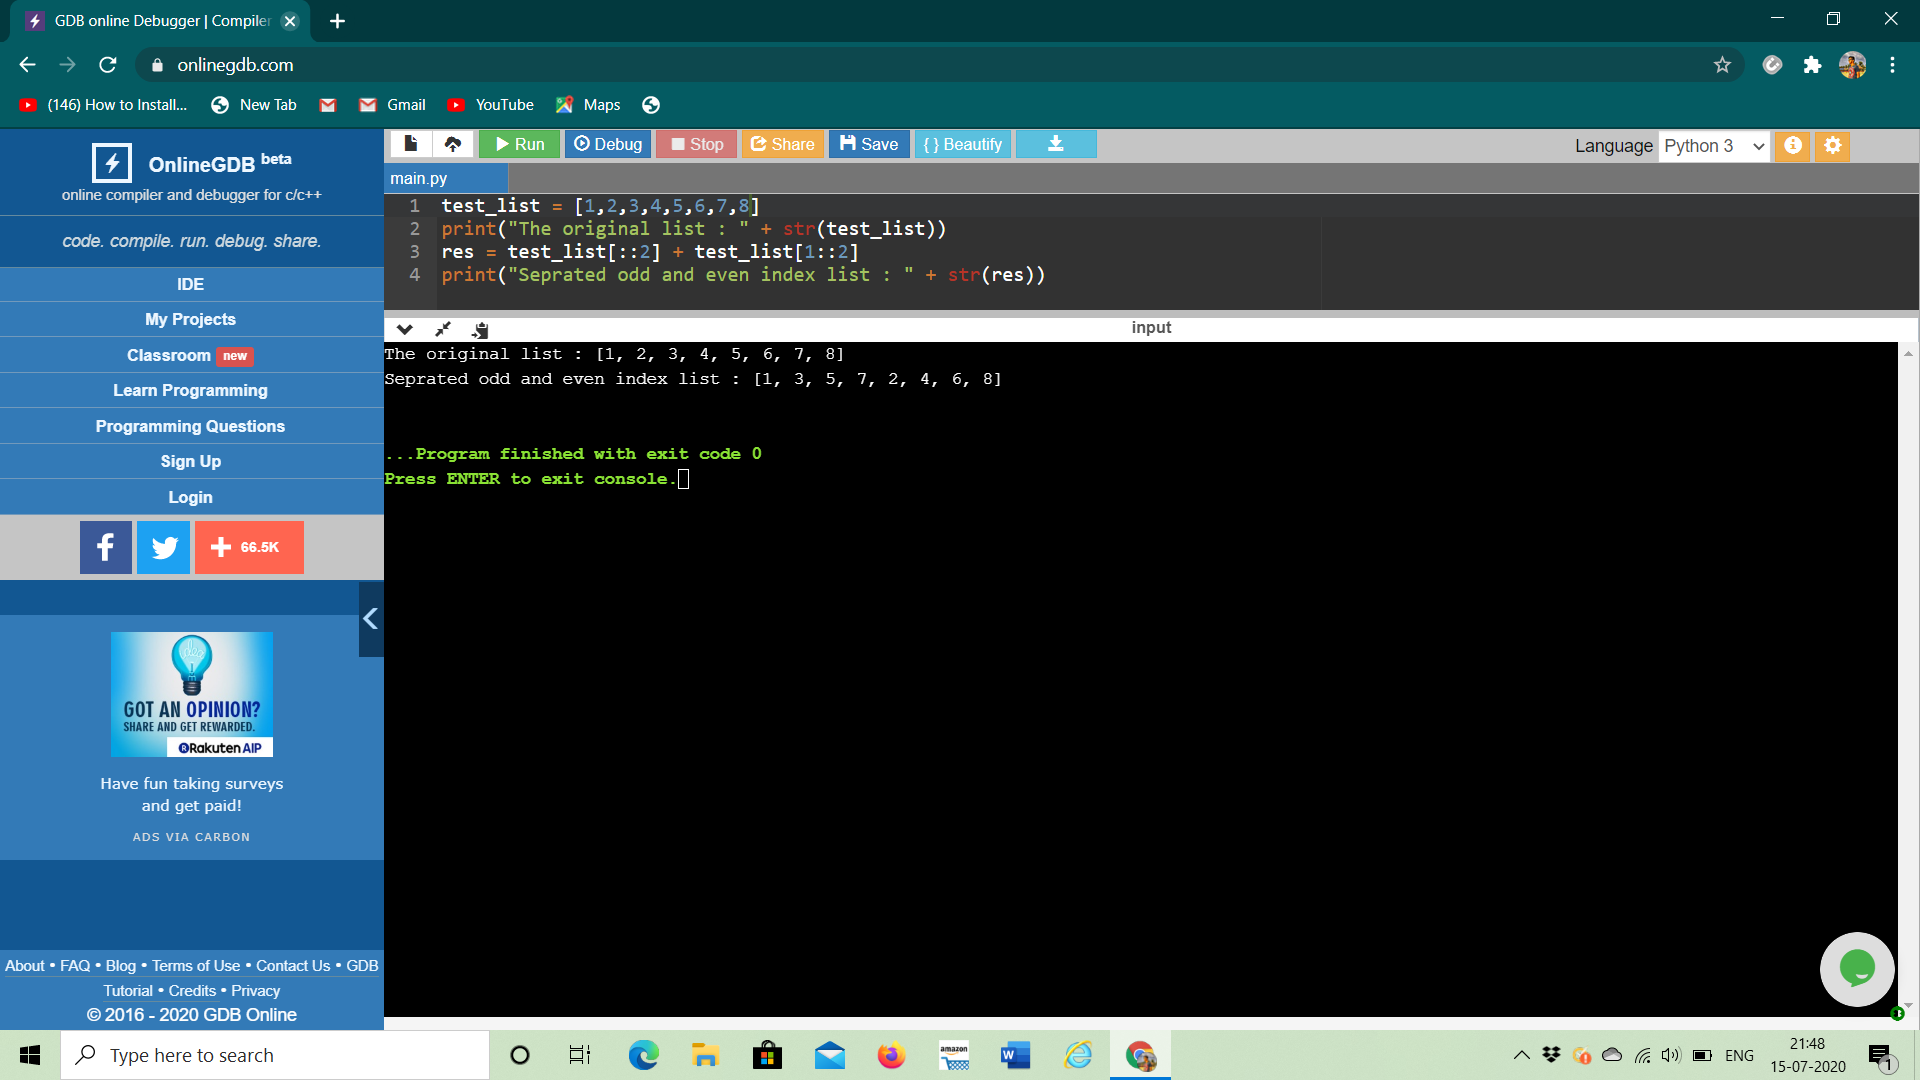 GDB online Debugger | Compiler
onlinegdb.com
(146) How to Install... New Tab Gmail YouTube Maps
OnlineGDB beta
online compiler and debugger for c/c++
code. compile. run. debug. share.
IDE
My Projects
Classroom new
Learn Programming
Programming Questions
Sign Up
Login
66.5K
GOT AN OPINION?
SHARE AND GET REWARDED.
Rakuten AIP
Have fun taking surveys
and get paid!
ADS VIA CARBON
About • FAQ • Blog • Terms of Use • Contact Us • GDB
Tutorial • Credits • Privacy
© 2016 - 2020 GDB Online
Run Debug Stop Share Save { } Beautify Language Python 3
main.py
1 test_list = [1,2,3,4,5,6,7,8]
2 print("The original list : " + str(test_list))
3 res = test_list[::2] + test_list[1::2]
4 print("Seprated odd and even index list : " + str(res))
input
The original list : [1, 2, 3, 4, 5, 6, 7, 8]
Seprated odd and even index list : [1, 3, 5, 7, 2, 4, 6, 8]
...Program finished with exit code 0
Press ENTER to exit console.
Type here to search
amazon
W
ENG
21:48
15-07-2020
1